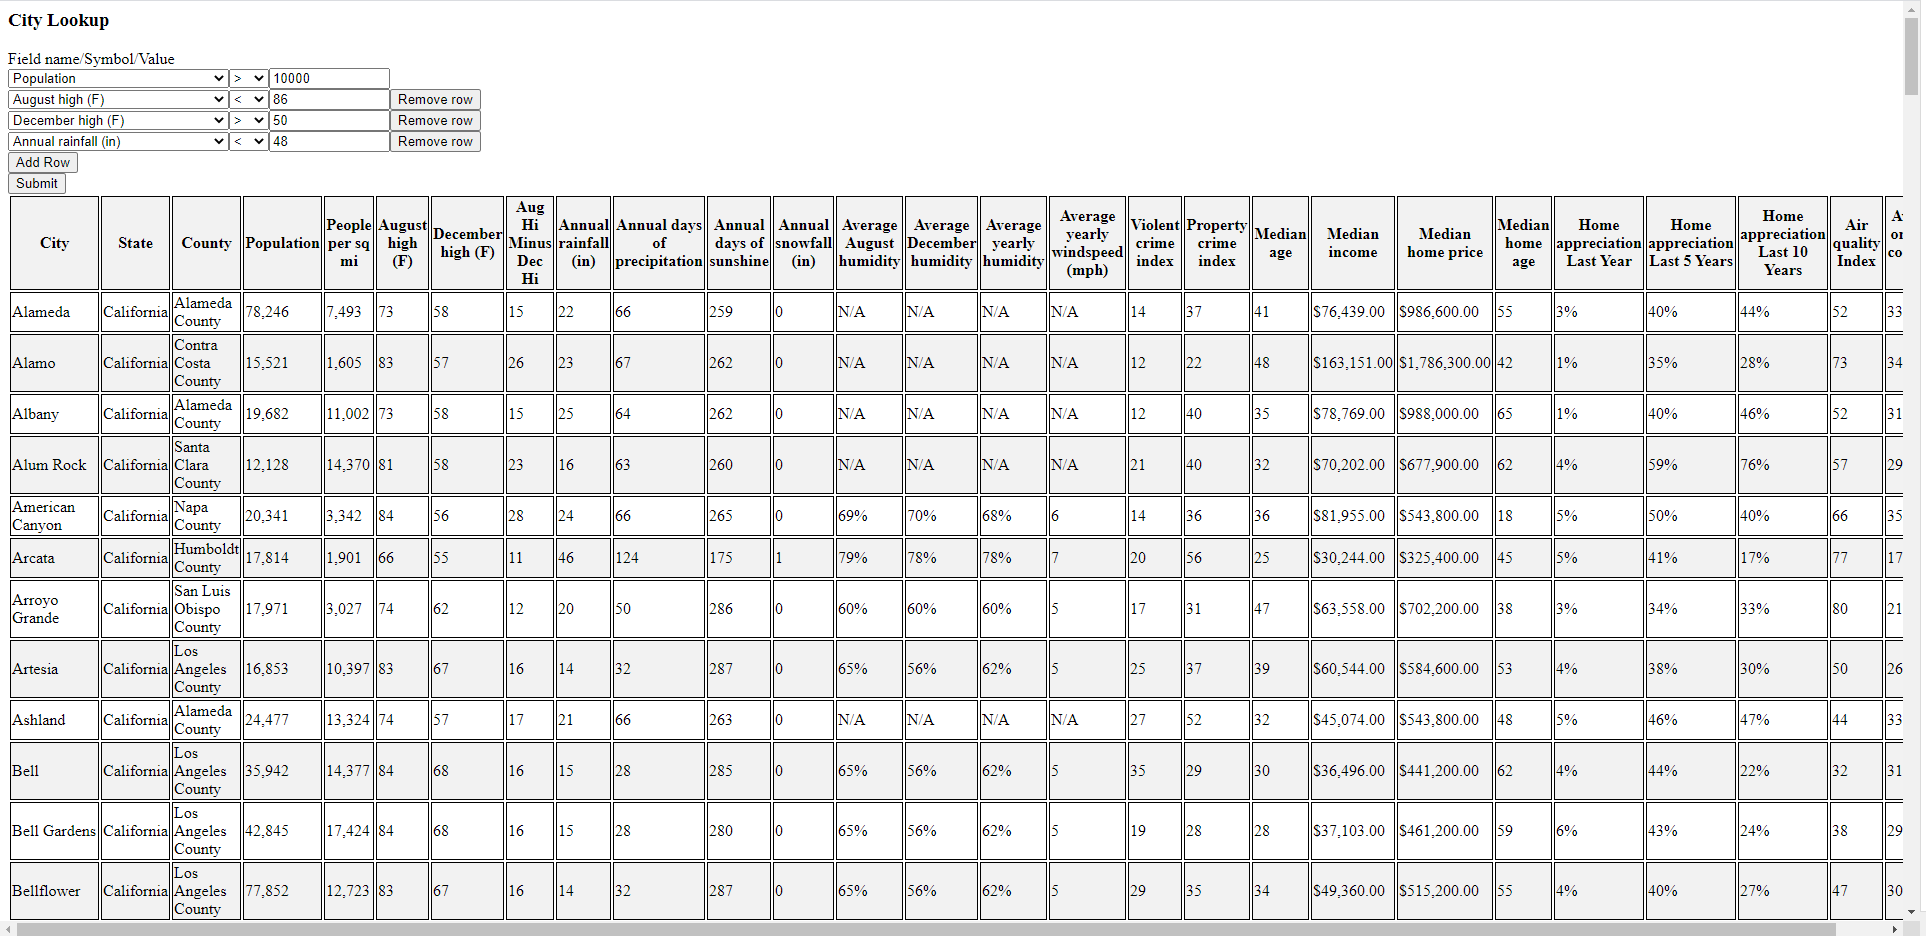 City Lookup
Field name/Symbol/Value
Population > 10000
August high (F) < 86 Remove row
December high (F) > 50 Remove row
Annual rainfall (in) < 48 Remove row
Add Row
Submit
City State County Population People per sq mi August high (F) December high (F) Aug Hi Minus Dec Hi Annual rainfall (in) Annual days of precipitation Annual days of sunshine Annual snowfall (in) Average August humidity Average December humidity Average yearly humidity Average yearly windspeed (mph) Violent crime index Property crime index Median age Median income Median home price Median home age Home appreciation Last Year Home appreciation Last 5 Years Home appreciation Last 10 Years Air quality Index
Alameda California Alameda County 78,246 7,493 73 58 15 22 66 259 0 N/A N/A N/A N/A 14 37 41 $76,439.00 $986,600.00 55 3% 40% 44% 52 33
Alamo California Contra Costa County 15,521 1,605 83 57 26 23 67 262 0 N/A N/A N/A N/A 12 22 48 $163,151.00 $1,786,300.00 42 1% 35% 28% 73 34
Albany California Alameda County 19,682 11,002 73 58 15 25 64 262 0 N/A N/A N/A N/A 12 40 35 $78,769.00 $988,000.00 65 1% 40% 46% 52 31
Alum Rock California Santa Clara County 12,128 14,370 81 58 23 16 63 260 0 N/A N/A N/A N/A 21 40 32 $70,202.00 $677,900.00 62 4% 59% 76% 57 29
American Canyon California Napa County 20,341 3,342 84 56 28 24 66 265 0 69% 70% 68% 6 14 36 36 $81,955.00 $543,800.00 18 5% 50% 40% 66 35
Arcata California Humboldt County 17,814 1,901 66 55 11 46 124 175 1 79% 78% 78% 7 20 56 25 $30,244.00 $325,400.00 45 5% 41% 17% 77 17
Arroyo Grande California San Luis Obispo County 17,971 3,027 74 62 12 20 50 286 0 60% 60% 60% 5 17 31 47 $63,558.00 $702,200.00 38 3% 34% 33% 80 21
Artesia California Los Angeles County 16,853 10,397 83 67 16 14 32 287 0 65% 56% 62% 5 25 37 39 $60,544.00 $584,600.00 53 4% 38% 30% 50 26
Ashland California Alameda County 24,477 13,324 74 57 17 21 66 263 0 N/A N/A N/A N/A 27 52 32 $45,074.00 $543,800.00 48 5% 46% 47% 44 33
Bell California Los Angeles County 35,942 14,377 84 68 16 15 28 285 0 65% 56% 62% 5 35 29 30 $36,496.00 $441,200.00 62 4% 44% 22% 32 31
Bell Gardens California Los Angeles County 42,845 17,424 84 68 16 15 28 280 0 65% 56% 62% 5 19 28 28 $37,103.00 $461,200.00 59 6% 43% 24% 38 29
Bellflower California Los Angeles County 77,852 12,723 83 67 16 14 32 287 0 65% 56% 62% 5 29 35 34 $49,360.00 $515,200.00 55 4% 40% 27% 47 30